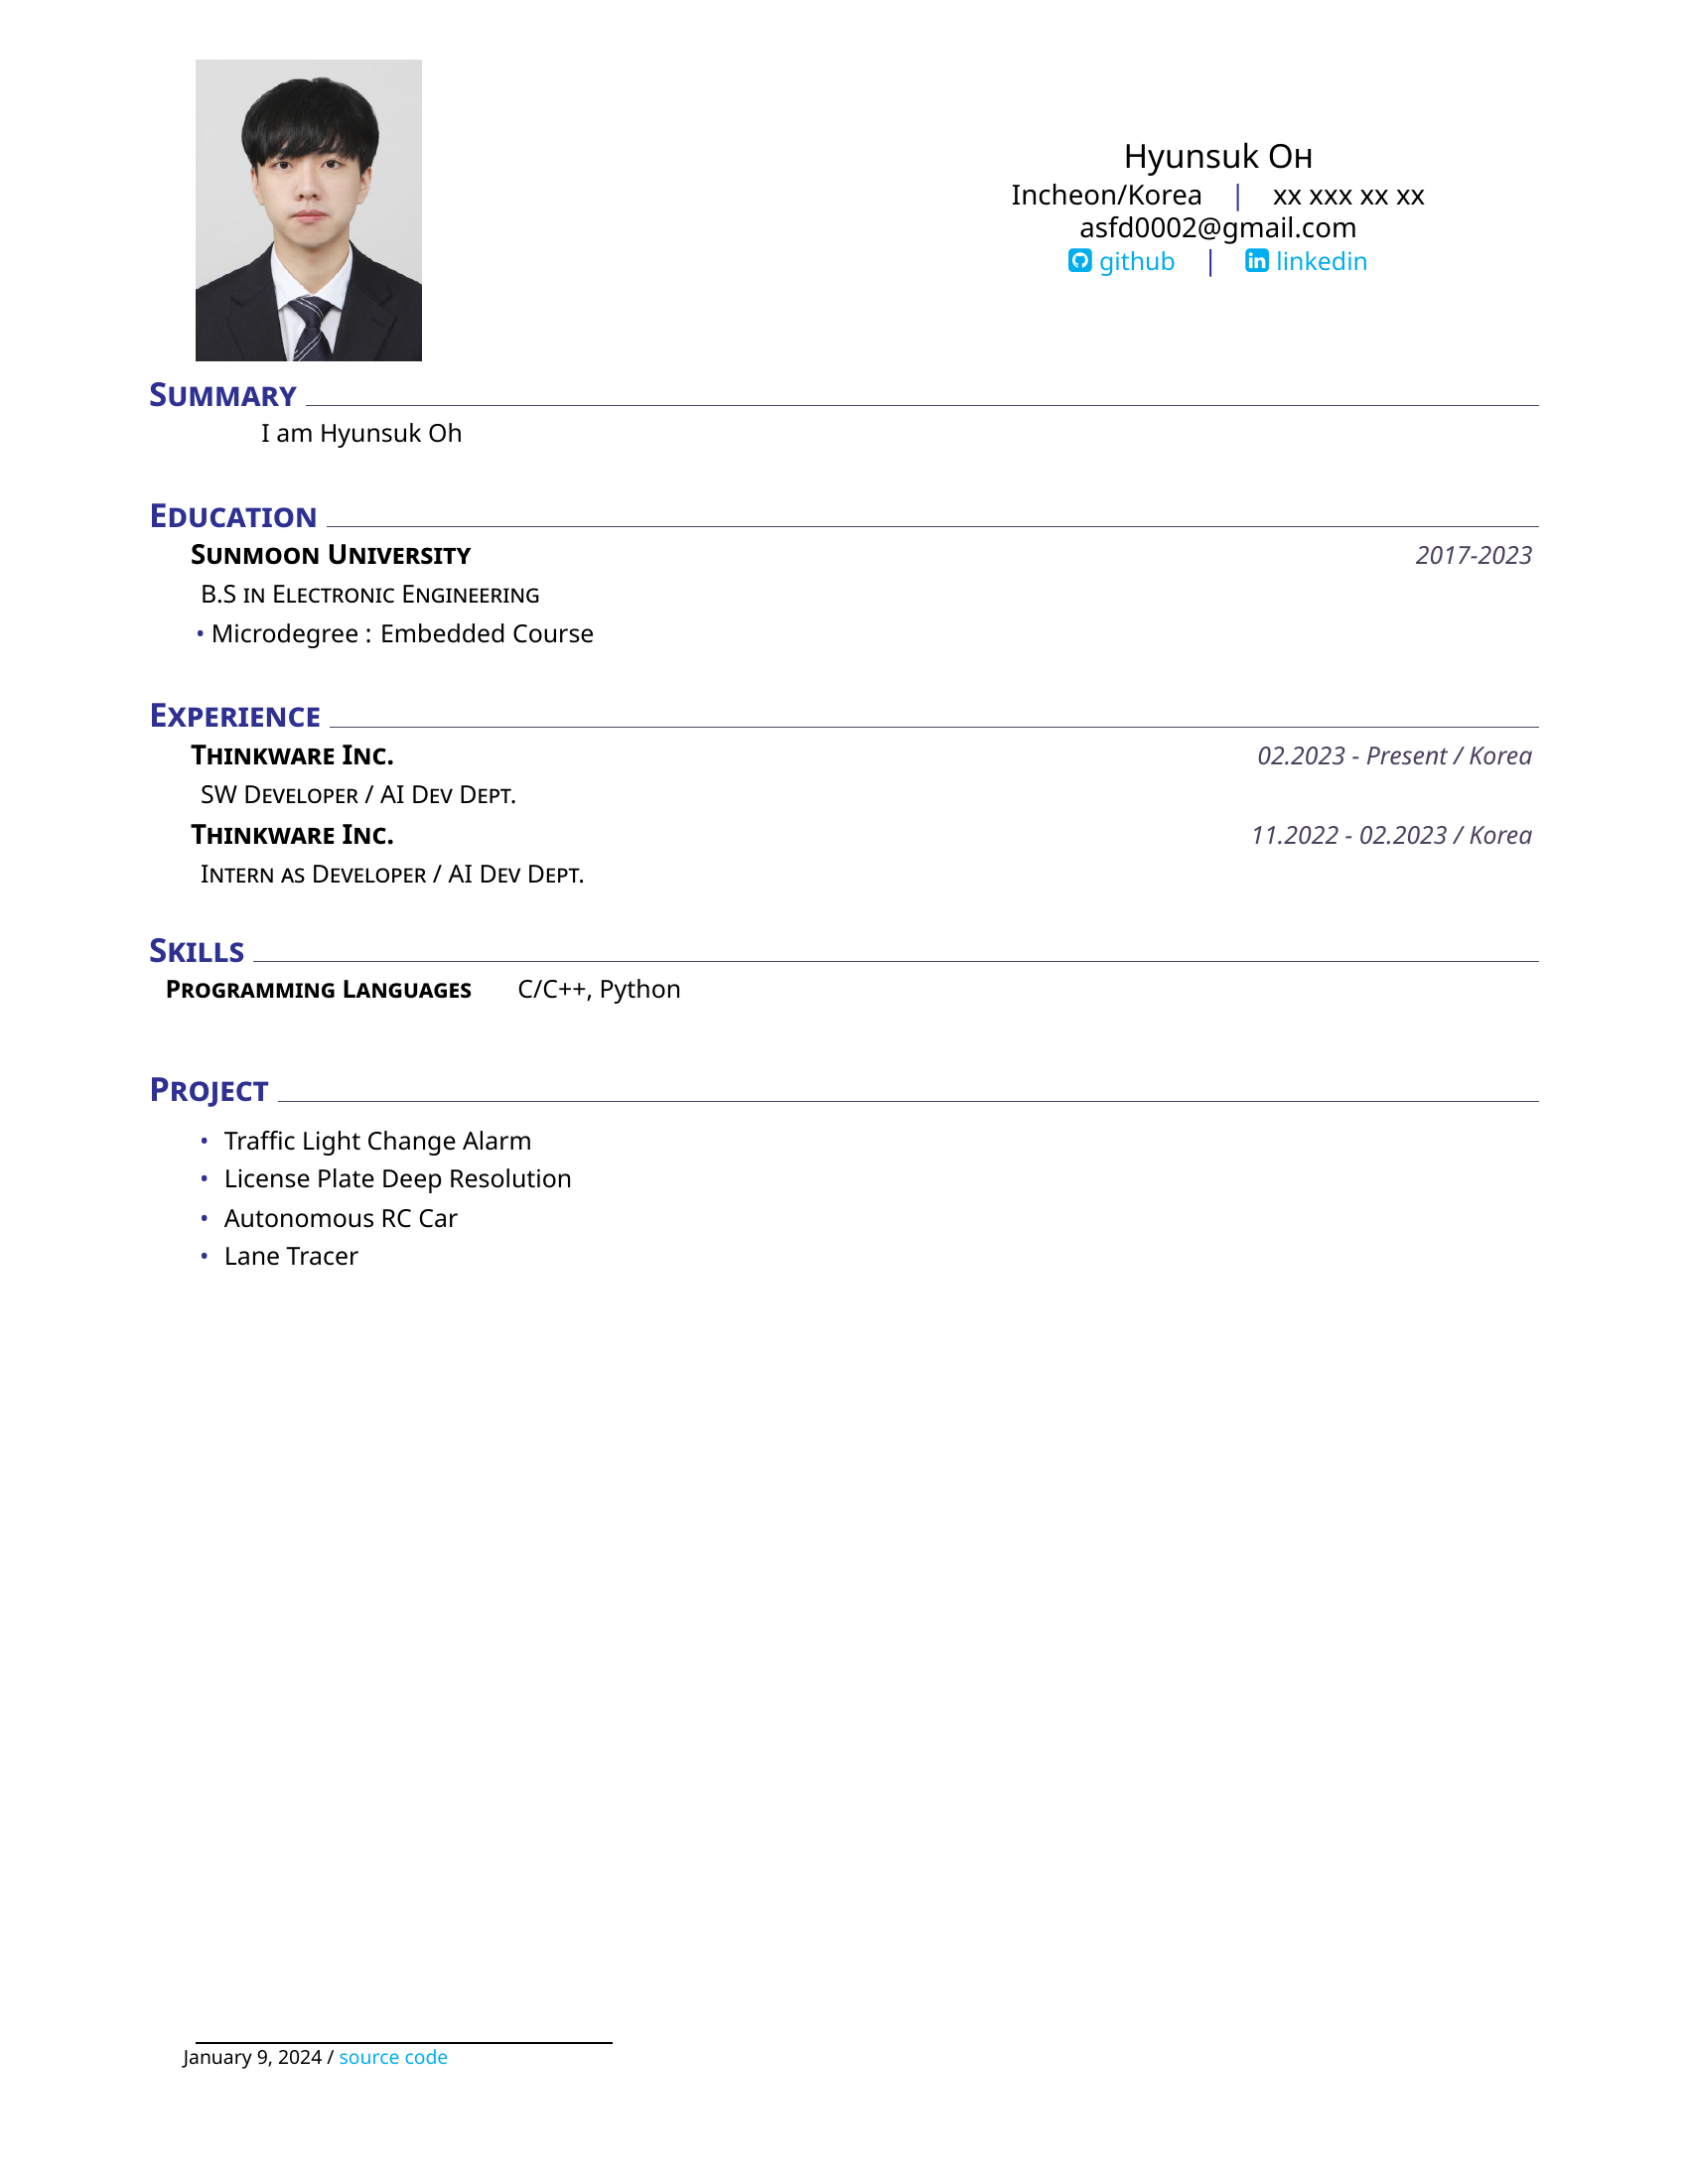 Hyunsuk Oh
Incheon/Korea | xx xxx xx xx
asfd0002@gmail.com
github | linkedin
Summary
I am Hyunsuk Oh
Education
Sunmoon University 2017-2023
B.S in Electronic Engineering
• Microdegree : Embedded Course
Experience
Thinkware Inc. 02.2023 - Present / Korea
SW Developer / AI Dev Dept.
Thinkware Inc. 11.2022 - 02.2023 / Korea
Intern as Developer / AI Dev Dept.
Skills
Programming Languages C/C++, Python
Project
• Traffic Light Change Alarm
• License Plate Deep Resolution
• Autonomous RC Car
• Lane Tracer
January 9, 2024 / source code